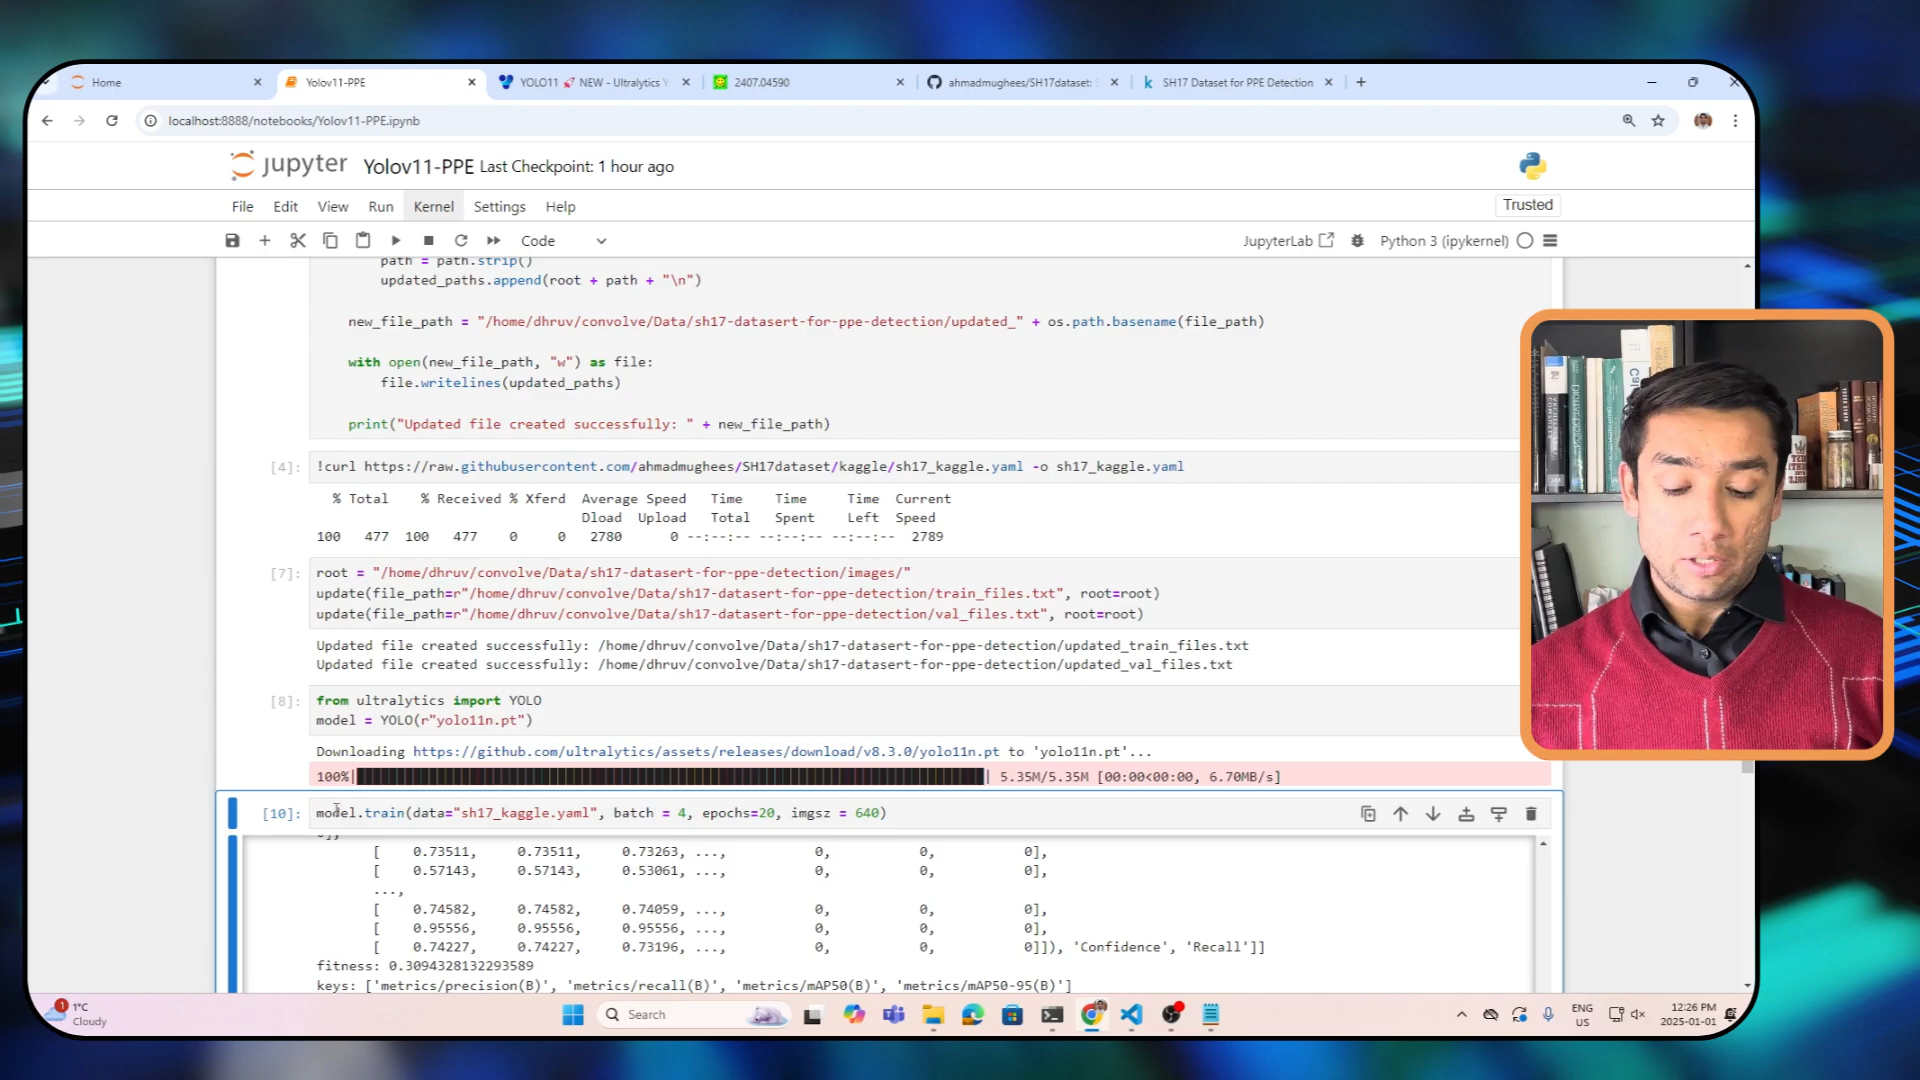 Home
Yolov11-PPE
YOLO11 🚀 NEW - Ultralytics Y
2407.04590
ahmadmughees/SH17dataset: S
SH17 Dataset for PPE Detection
localhost:8888/notebooks/Yolov11-PPE.ipynb
jupyter Yolov11-PPE Last Checkpoint: 1 hour ago
File Edit View Run Kernel Settings Help
Trusted
Code
JupyterLab
Python 3 (ipykernel)
path = path.strip()
updated_paths.append(root + path + "\n")
new_file_path = "/home/dhruv/convolve/Data/sh17-datasert-for-ppe-detection/updated_" + os.path.basename(file_path)
with open(new_file_path, "w") as file:
file.writelines(updated_paths)
print("Updated file created successfully: " + new_file_path)
[4]: !curl https://raw.githubusercontent.com/ahmadmughees/SH17dataset/kaggle/sh17_kaggle.yaml -o sh17_kaggle.yaml
% Total % Received % Xferd Average Speed Time Time Time Current
Dload Upload Total Spent Left Speed
100 477 100 477 0 0 2780 0 --:--:-- --:--:-- --:--:-- 2789
[7]: root = "/home/dhruv/convolve/Data/sh17-datasert-for-ppe-detection/images/"
update(file_path=r"/home/dhruv/convolve/Data/sh17-datasert-for-ppe-detection/train_files.txt", root=root)
update(file_path=r"/home/dhruv/convolve/Data/sh17-datasert-for-ppe-detection/val_files.txt", root=root)
Updated file created successfully: /home/dhruv/convolve/Data/sh17-datasert-for-ppe-detection/updated_train_files.txt
Updated file created successfully: /home/dhruv/convolve/Data/sh17-datasert-for-ppe-detection/updated_val_files.txt
[8]: from ultralytics import YOLO
model = YOLO(r"yolo11n.pt")
Downloading https://github.com/ultralytics/assets/releases/download/v8.3.0/yolo11n.pt to 'yolo11n.pt'...
100%| | 5.35M/5.35M [00:00<00:00, 6.70MB/s]
[10]: model.train(data="sh17_kaggle.yaml", batch = 4, epochs=20, imgsz = 640)
0],
[ 0.73511, 0.73511, 0.73263, ..., 0, 0, 0],
[ 0.57143, 0.57143, 0.53061, ..., 0, 0, 0],
...,
[ 0.74582, 0.74582, 0.74059, ..., 0, 0, 0],
[ 0.95556, 0.95556, 0.95556, ..., 0, 0, 0],
[ 0.74227, 0.74227, 0.73196, ..., 0, 0, 0]]), 'Confidence', 'Recall']]
fitness: 0.3094328132293589
keys: ['metrics/precision(B)', 'metrics/recall(B)', 'metrics/mAP50(B)', 'metrics/mAP50-95(B)']
1
1°C
Cloudy
Search
ENG
US
12:26 PM
2025-01-01